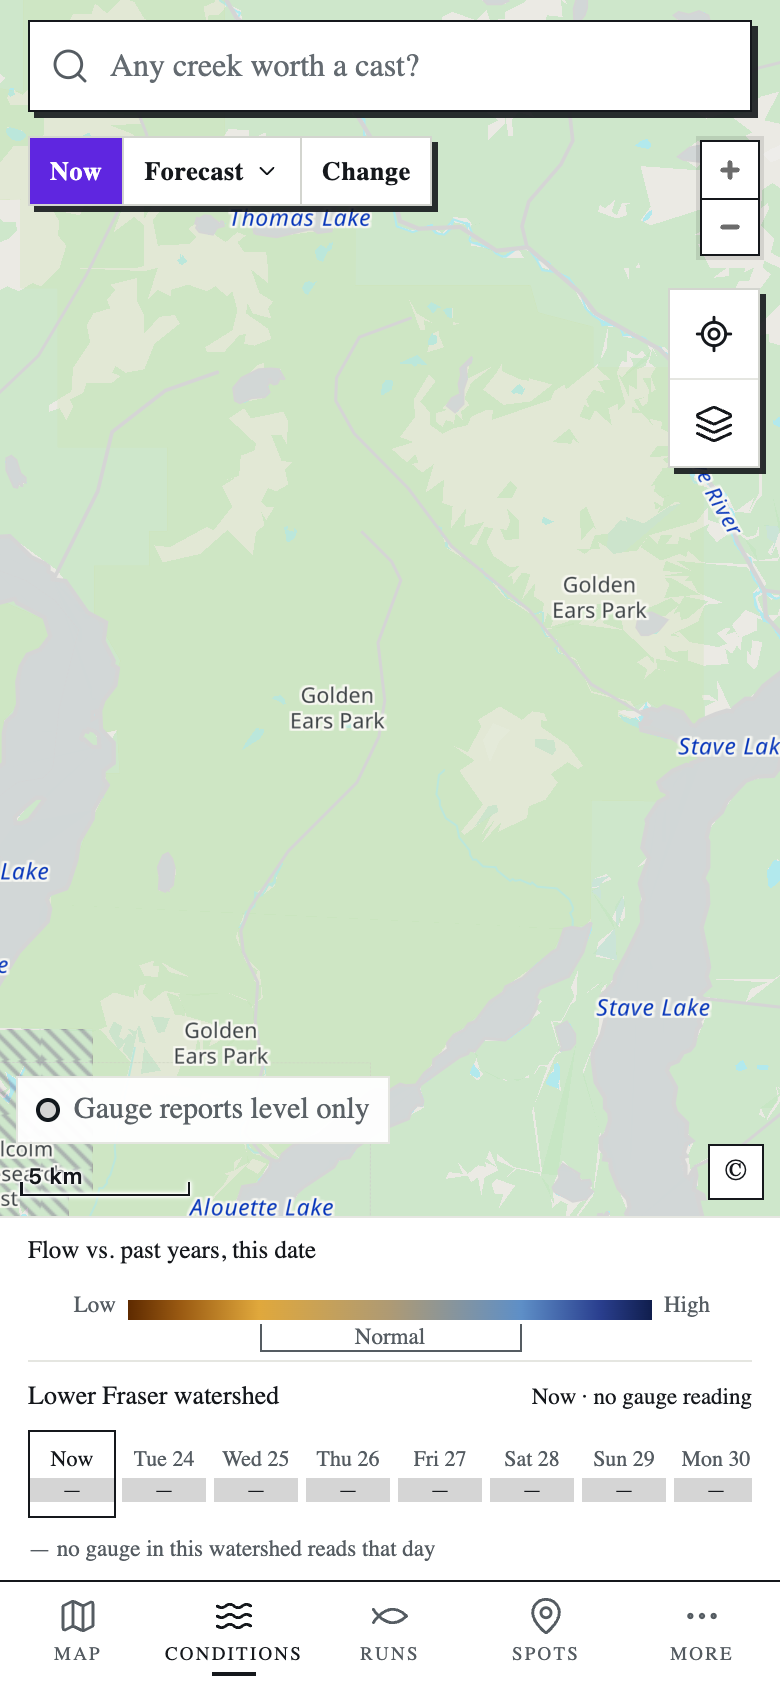 Any creek worth a cast?
Now
Forecast
Change
Thomas Lake
+
−
e River
Golden
Ears Park
Golden
Ears Park
Stave Lak
Lake
e
Stave Lake
Golden
Ears Park
Gauge reports level only
lcolm
search
st
5 km
©
Alouette Lake
Flow vs. past years, this date
Low
High
Normal
Lower Fraser watershed
Now · no gauge reading
Now Tue 24 Wed 25 Thu 26 Fri 27 Sat 28 Sun 29 Mon 30
— — — — — — — —
— no gauge in this watershed reads that day
MAP CONDITIONS RUNS SPOTS MORE